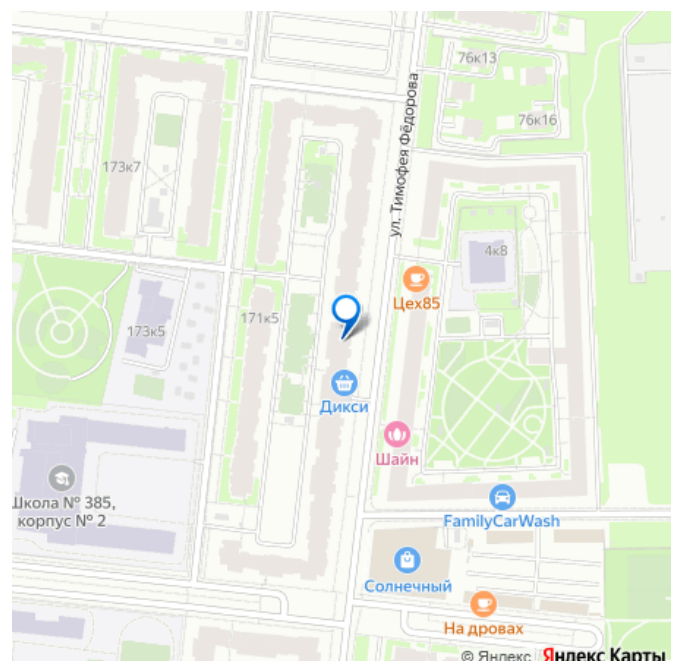 76к13
76к16
ул. Тимофея Фёдорова
173к7
4к8
Цех85
171к5
173к5
Дикси
Шайн
Школа № 385,
корпус № 2
FamilyCarWash
Солнечный
На дровах
© Яндекс Яндекс Карты